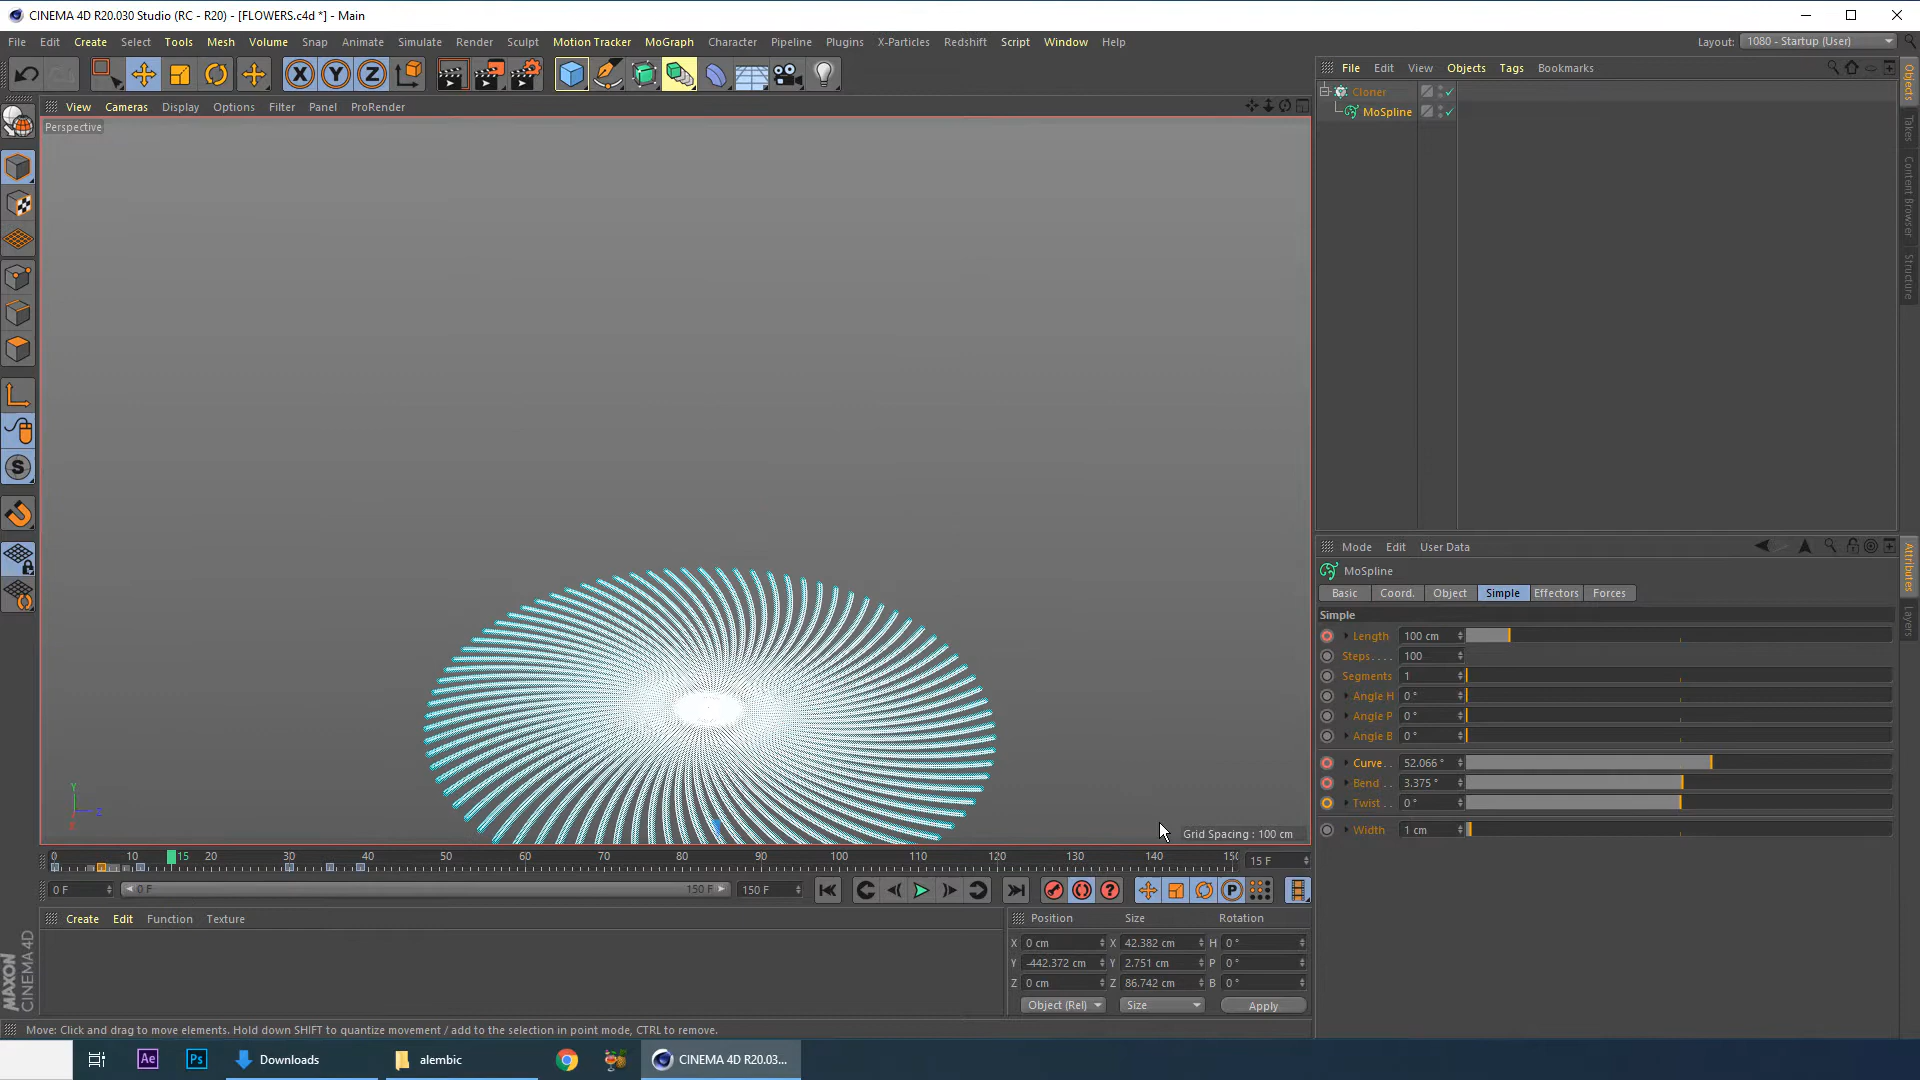 CINEMA 4D R20.030 Studio (RC - R20) - [FLOWERS.c4d *] - Main
File Edit Create Select Tools Mesh Volume Snap Animate Simulate Render Sculpt Motion Tracker MoGraph Character Pipeline Plugins X-Particles Redshift Script Window Help Layout: 1080 - Startup (User)
X Y Z
View Cameras Display Options Filter Panel ProRender
Perspective
File Edit View Objects Tags Bookmarks
Cloner
MoSpline
Objects
Takes
Content Browser
Structure
Mode Edit User Data
MoSpline
Basic Coord. Object Simple Effectors Forces
Simple
Length 100 cm
Steps. . . . 100
Segments 1
Angle H 0 °
Angle P 0 °
Angle B 0 °
Curve. . 52.066 °
Bend . . 3.375 °
Twist . . 0 °
Width 1 cm
Attributes
Layers
Y
Z
X
Grid Spacing : 100 cm
0 10 15 20 30 40 50 60 70 80 90 100 110 120 130 140 150 15 F
0 F 0 F 150 F 150 F
Create Edit Function Texture
Position Size Rotation
X 0 cm X 42.382 cm H 0 °
Y -442.372 cm Y 2.751 cm P 0 °
Z 0 cm Z 86.742 cm B 0 °
Object (Rel) Size Apply
MAXON
CINEMA 4D
Move: Click and drag to move elements. Hold down SHIFT to quantize movement / add to the selection in point mode, CTRL to remove.
Ae Ps Downloads alembic CINEMA 4D R20.03...